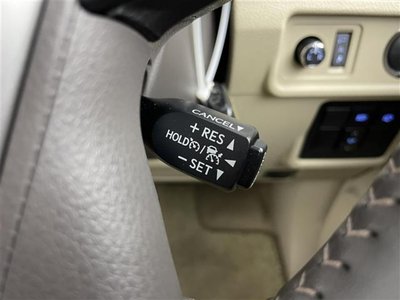 CANCEL▼
+ RES ▲
HOLD / ◀
− SET ▼